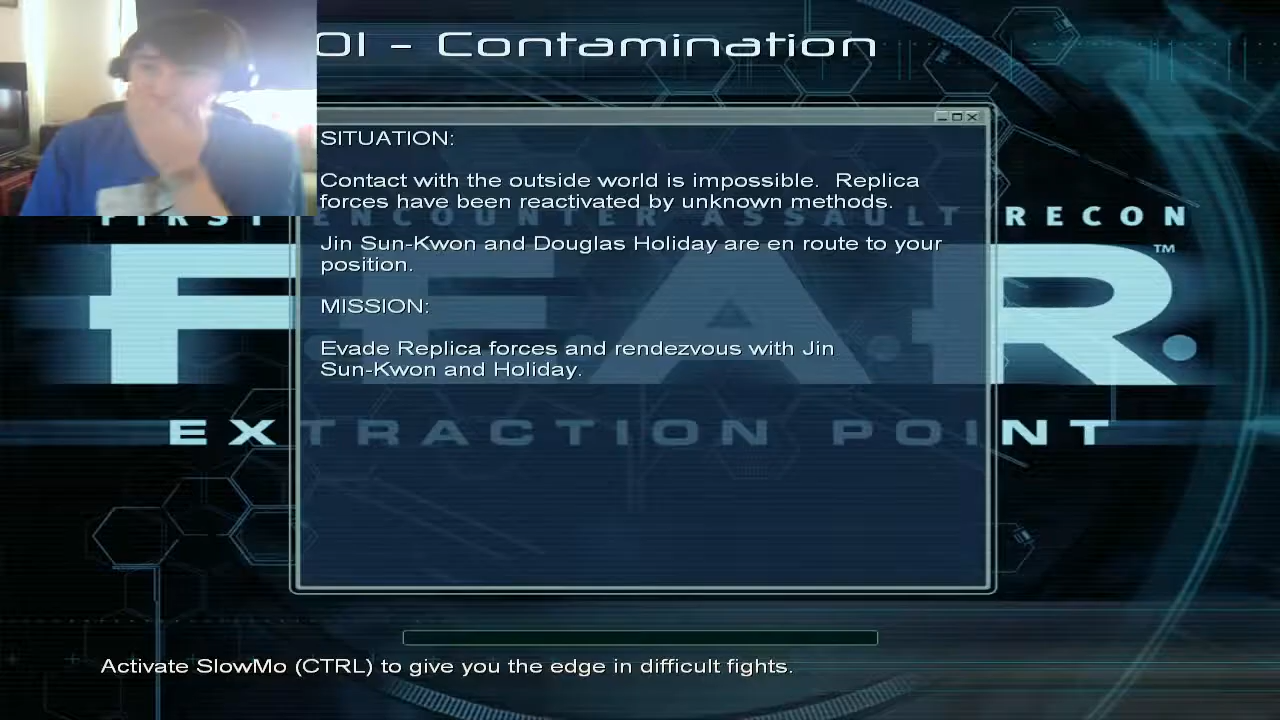 01 - Contamination
SITUATION:
Contact with the outside world is impossible.  Replica
forces have been reactivated by unknown methods.
FIRST ENCOUNTER ASSAULT RECON
Jin Sun-Kwon and Douglas Holiday are en route to your
position.
F.E.A.R.™
MISSION:
Evade Replica forces and rendezvous with Jin
Sun-Kwon and Holiday.
EXTRACTION POINT
Activate SlowMo (CTRL) to give you the edge in difficult fights.